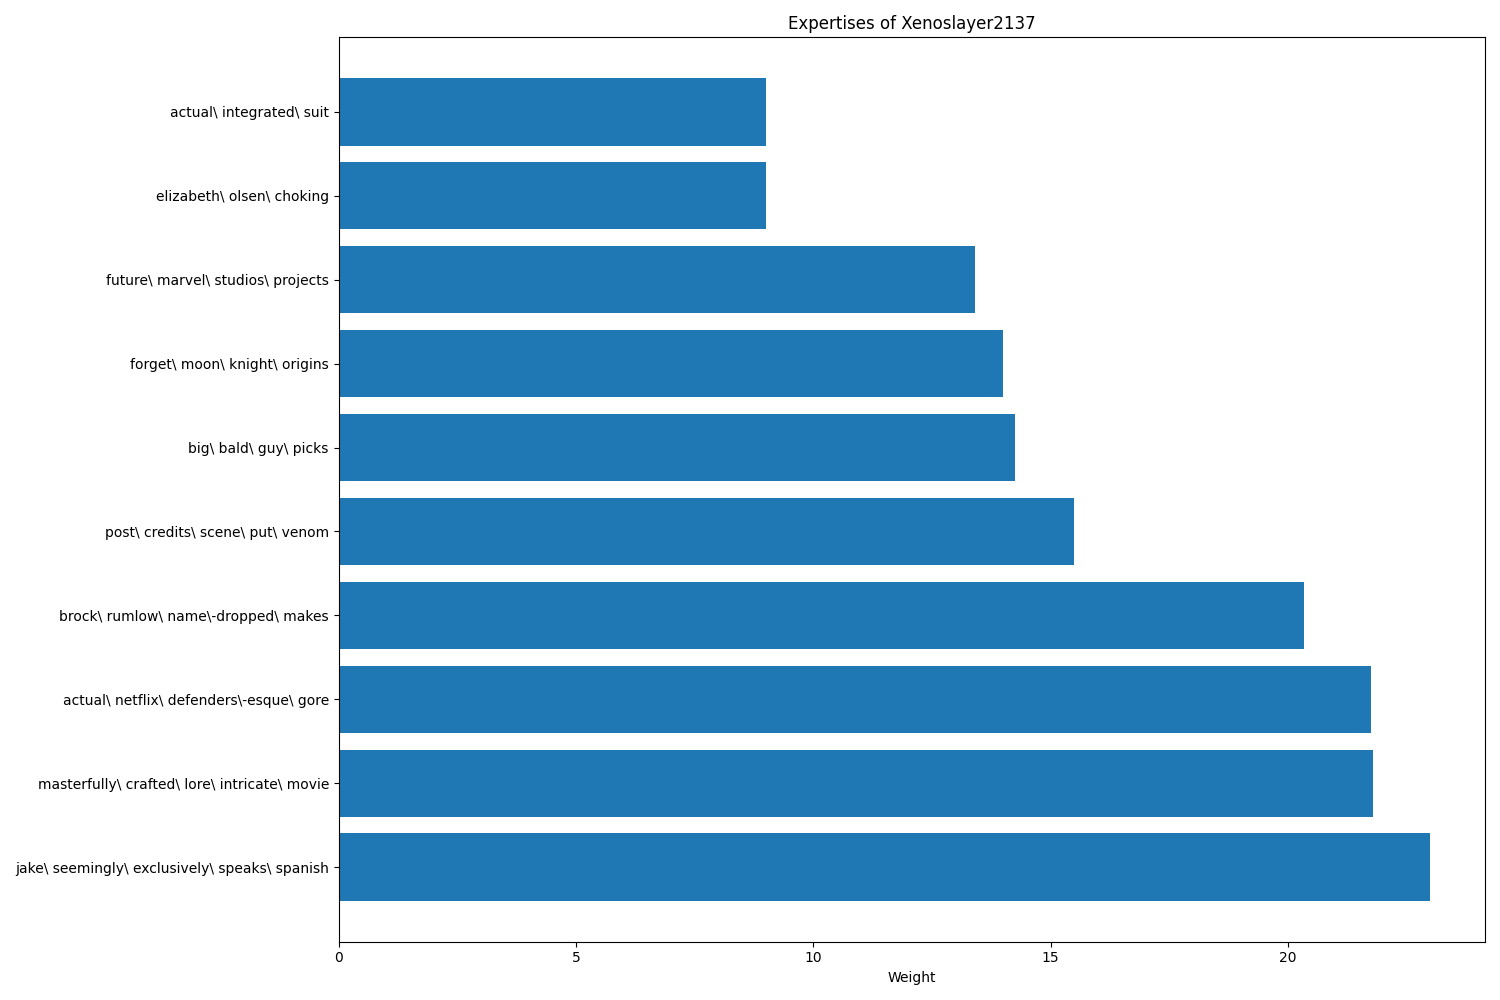 Expertises of Xenoslayer2137
actual\ integrated\ suit
elizabeth\ olsen\ choking
future\ marvel\ studios\ projects
forget\ moon\ knight\ origins
big\ bald\ guy\ picks
post\ credits\ scene\ put\ venom
brock\ rumlow\ name\-dropped\ makes
actual\ netflix\ defenders\-esque\ gore
masterfully\ crafted\ lore\ intricate\ movie
jake\ seemingly\ exclusively\ speaks\ spanish
0 5 10 15 20
Weight